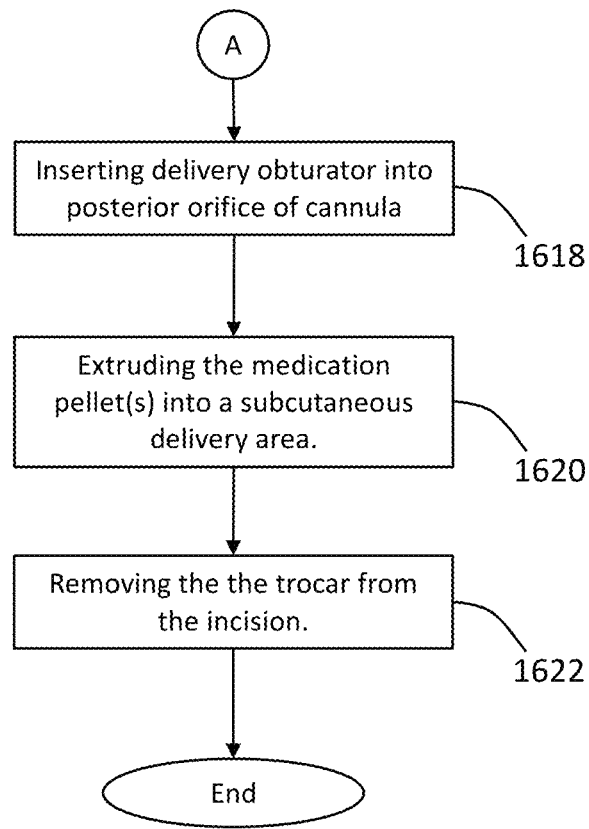 A
Inserting delivery obturator into
posterior orifice of cannula
1618
Extruding the medication
pellet(s) into a subcutaneous
delivery area.
1620
Removing the the trocar from
the incision.
1622
End